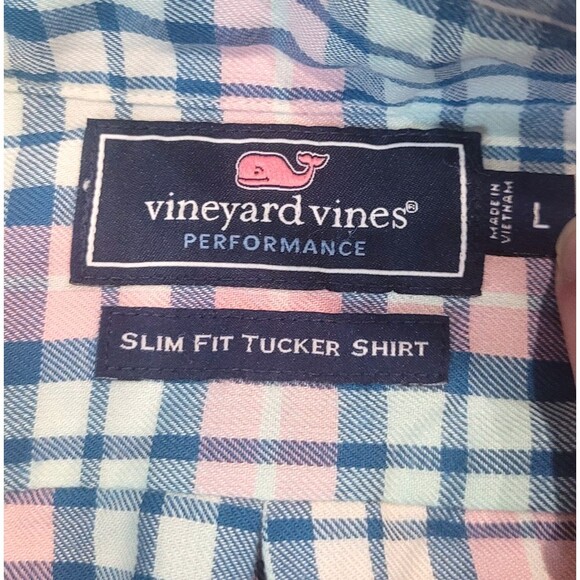 vineyard vines®
PERFORMANCE
MADE IN
VIETNAM
L
SLIM FIT TUCKER SHIRT